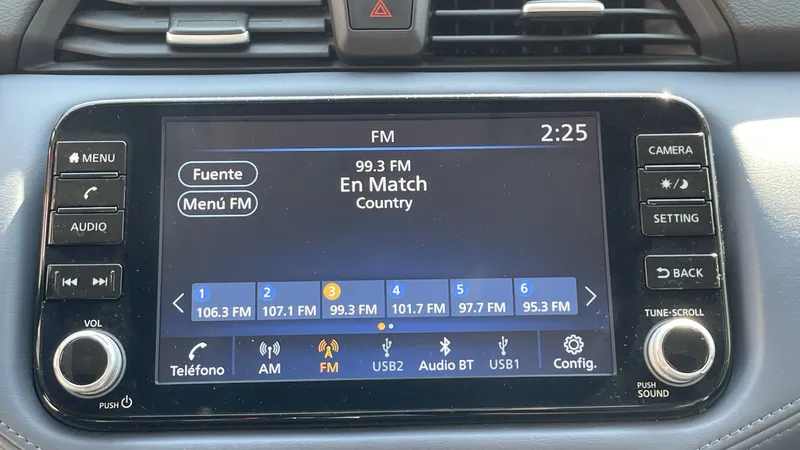 FM
2:25
MENU
CAMERA
Fuente
99.3 FM
En Match
Menú FM
Country
AUDIO
SETTING
BACK
1 2 3 4 5 6
106.3 FM 107.1 FM 99.3 FM 101.7 FM 97.7 FM 95.3 FM
VOL
TUNE·SCROLL
Teléfono AM FM USB2 Audio BT USB1 Config.
PUSH
PUSH
SOUND